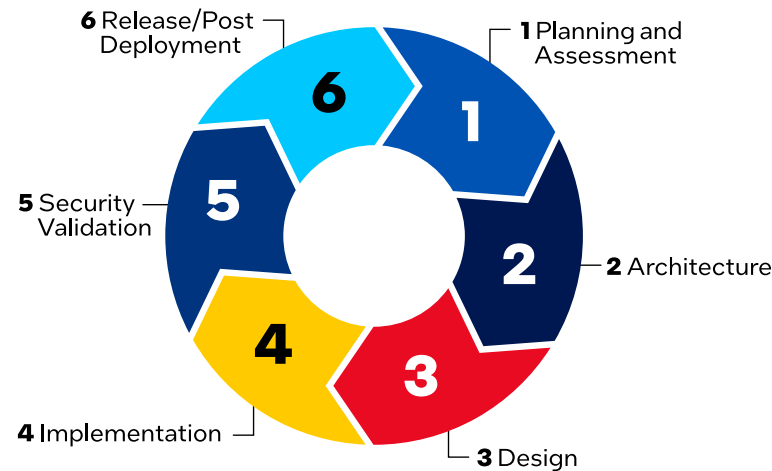 6 Release/Post
Deployment
1 Planning and
Assessment
6
1
5
2
4
3
5 Security
Validation
2 Architecture
4 Implementation
3 Design